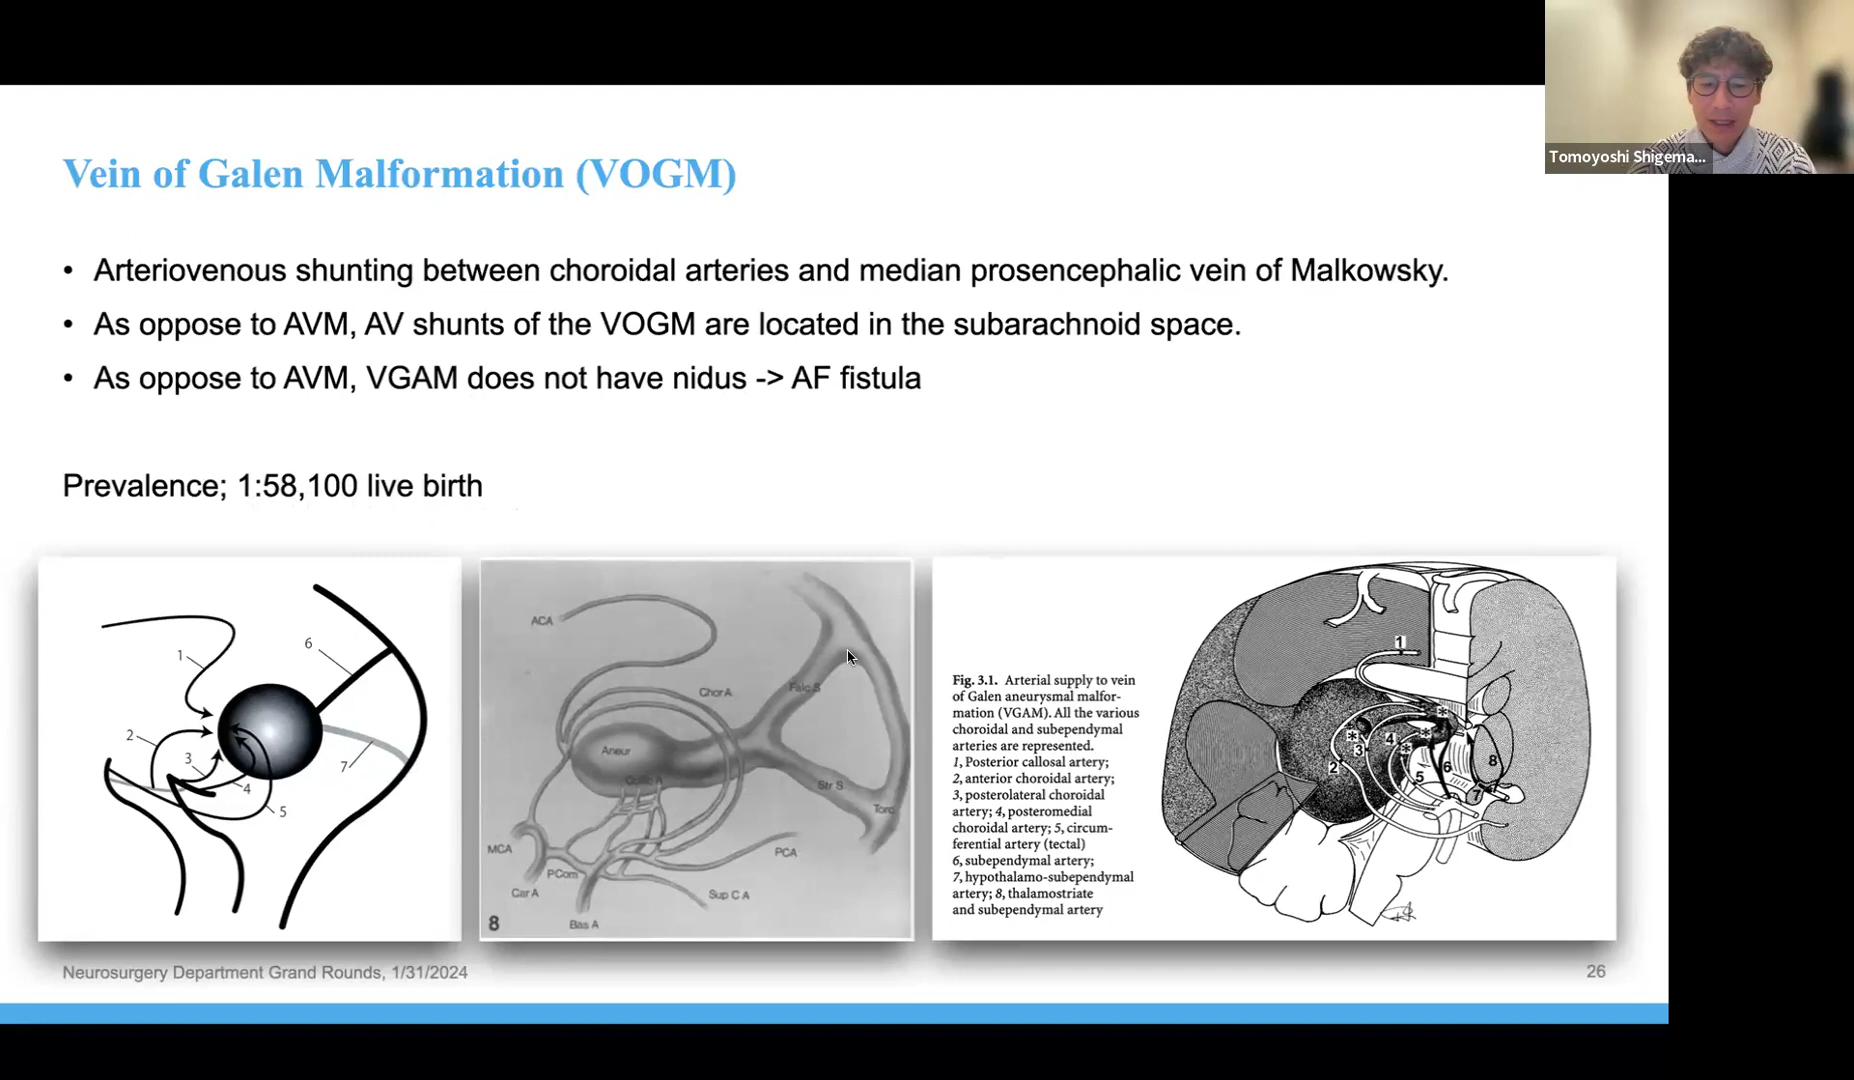 Tomoyoshi Shigema...
Vein of Galen Malformation (VOGM)
• Arteriovenous shunting between choroidal arteries and median prosencephalic vein of Malkowsky.
• As oppose to AVM, AV shunts of the VOGM are located in the subarachnoid space.
• As oppose to AVM, VGAM does not have nidus -> AF fistula
Prevalence; 1:58,100 live birth
1
6
2
3
4
5
7
ACA
Chor A
Falc S
Aneur
Collic A
Str S
Torc
MCA
PCA
PCom
Car A
Sup C A
Bas A
8
Fig. 3.1. Arterial supply to vein
of Galen aneurysmal malfor-
mation (VGAM). All the various
choroidal and subependymal
arteries are represented.
1, Posterior callosal artery;
2, anterior choroidal artery;
3, posterolateral choroidal
artery; 4, posteromedial
choroidal artery; 5, circum-
ferential artery (tectal)
6, subependymal artery;
7, hypothalamo-subependymal
artery; 8, thalamostriate
and subependymal artery
1
*
*
*
*
4
3
2
5
6
8
7
Neurosurgery Department Grand Rounds, 1/31/2024
26